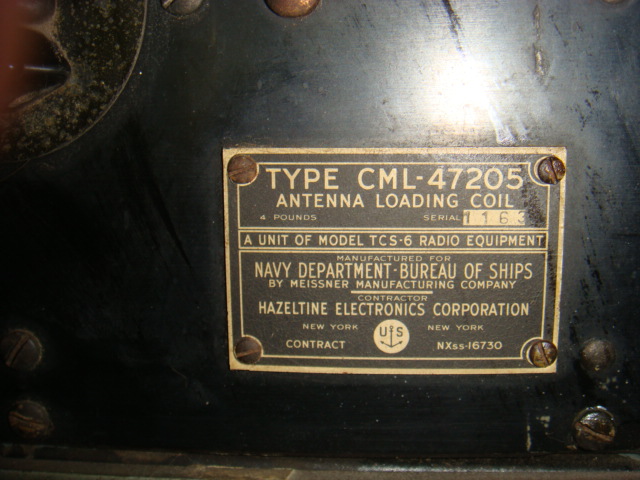 TYPE CML-47205
ANTENNA LOADING COIL
4 POUNDS SERIAL 1163
A UNIT OF MODEL TCS-6 RADIO EQUIPMENT
MANUFACTURED FOR
NAVY DEPARTMENT-BUREAU OF SHIPS
BY MEISSNER MANUFACTURING COMPANY
CONTRACTOR
HAZELTINE ELECTRONICS CORPORATION
NEW YORK U S NEW YORK
CONTRACT NXss-16730